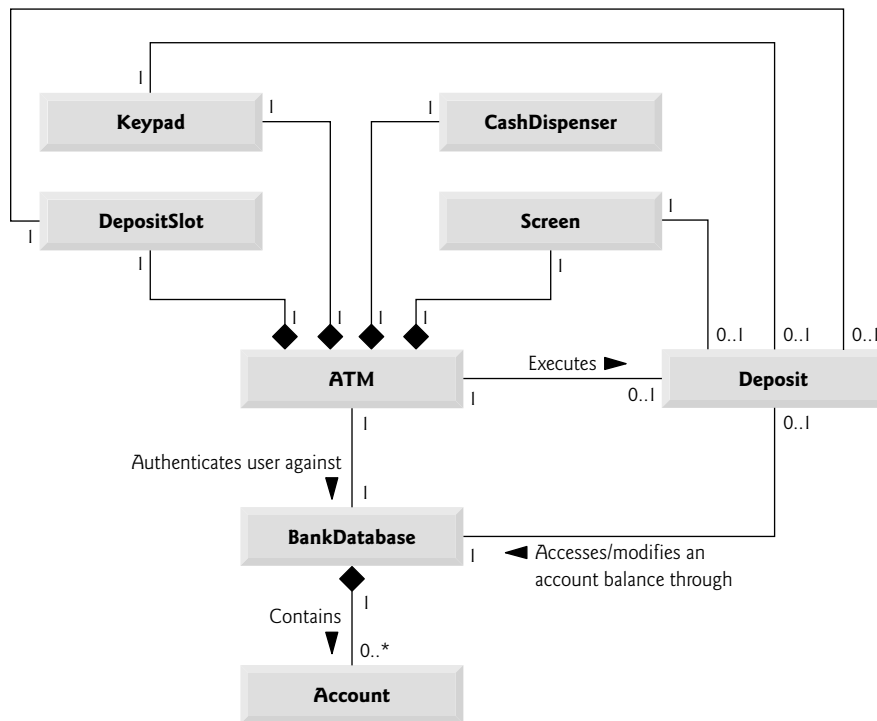 1
Keypad
1
1
CashDispenser
DepositSlot
1
1
Screen
1
1
1
1
1
1
0..1
0..1
0..1
ATM
Executes
1
0..1
Deposit
0..1
1
Authenticates user against
1
BankDatabase
1
Accesses/modifies an
account balance through
1
Contains
0..*
Account